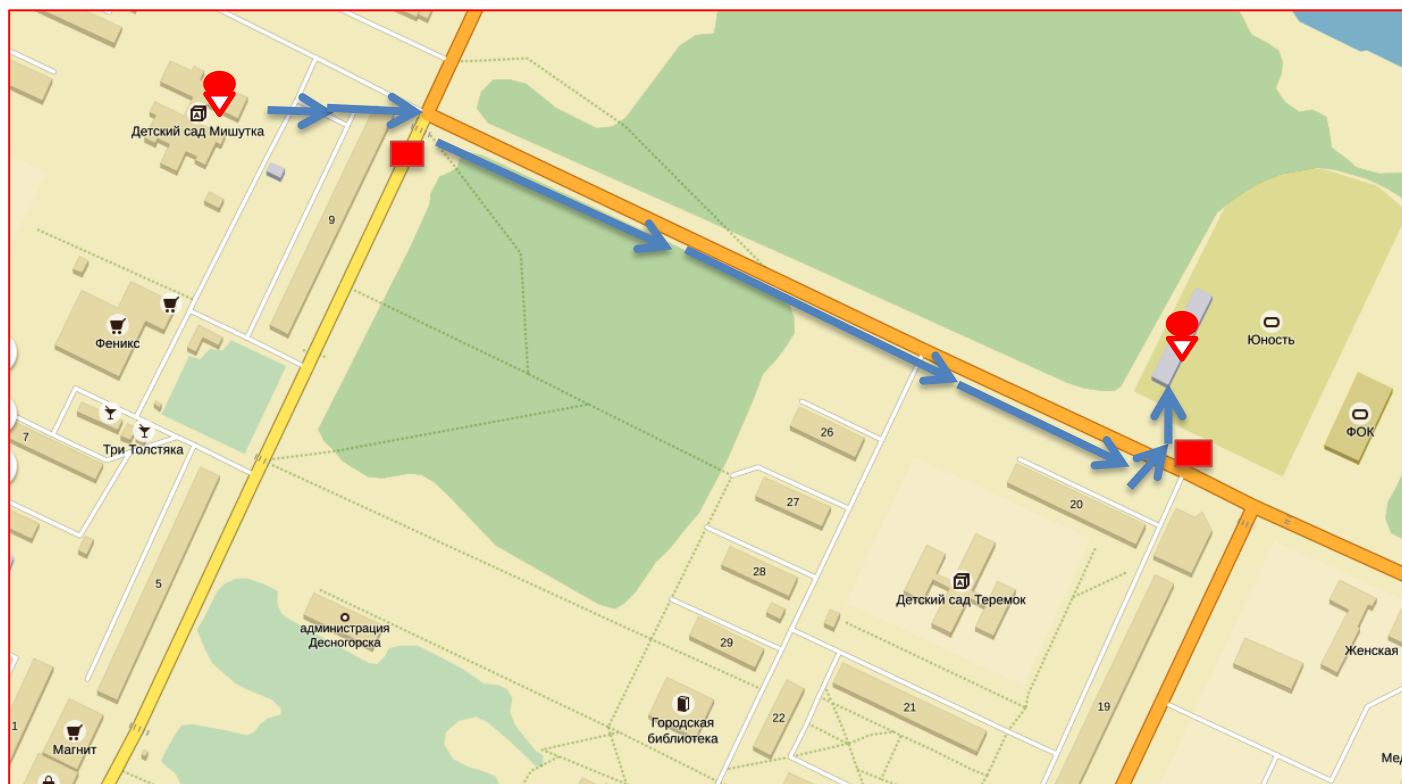 Детский сад Мишутка
9
Феникс
Юность
ФОК
7
Три Толстяка
26
27
20
28
5
Детский сад Теремок
администрация
Десногорска
29
Женская
Городская
библиотека
22
21
19
1
Магнит
Мед